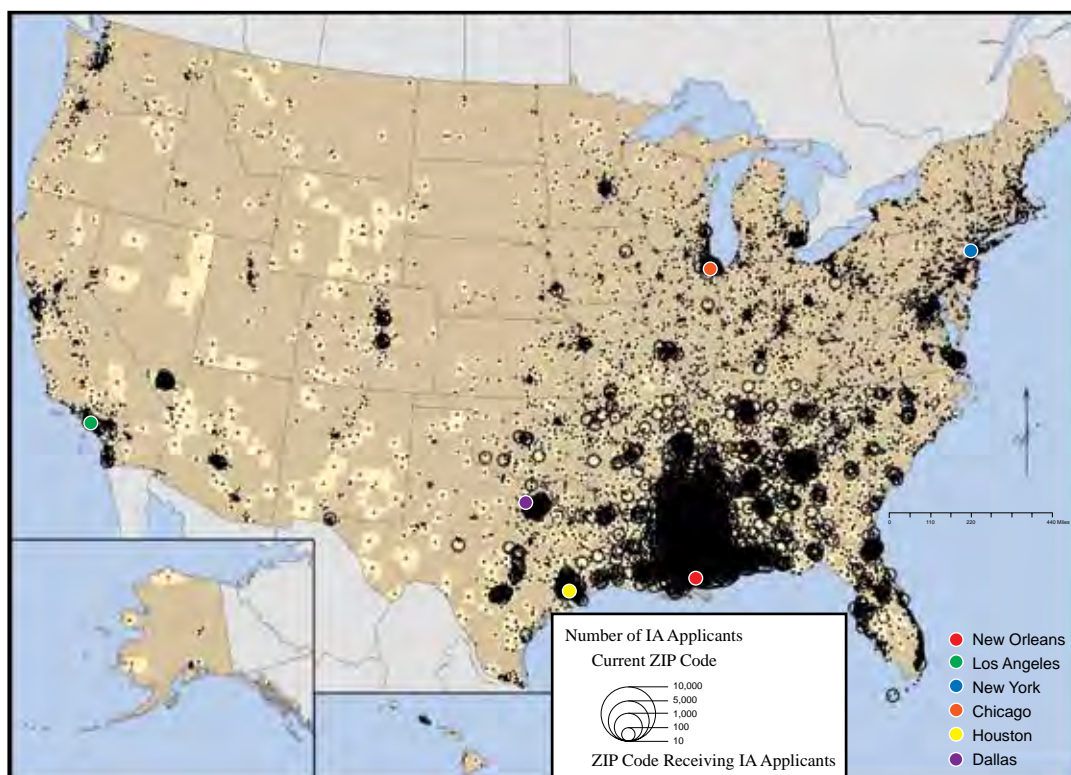 0 110 220 440 Miles
Number of IA Applicants
Current ZIP Code
10,000
5,000
1,000
100
10
ZIP Code Receiving IA Applicants
New Orleans
Los Angeles
New York
Chicago
Houston
Dallas